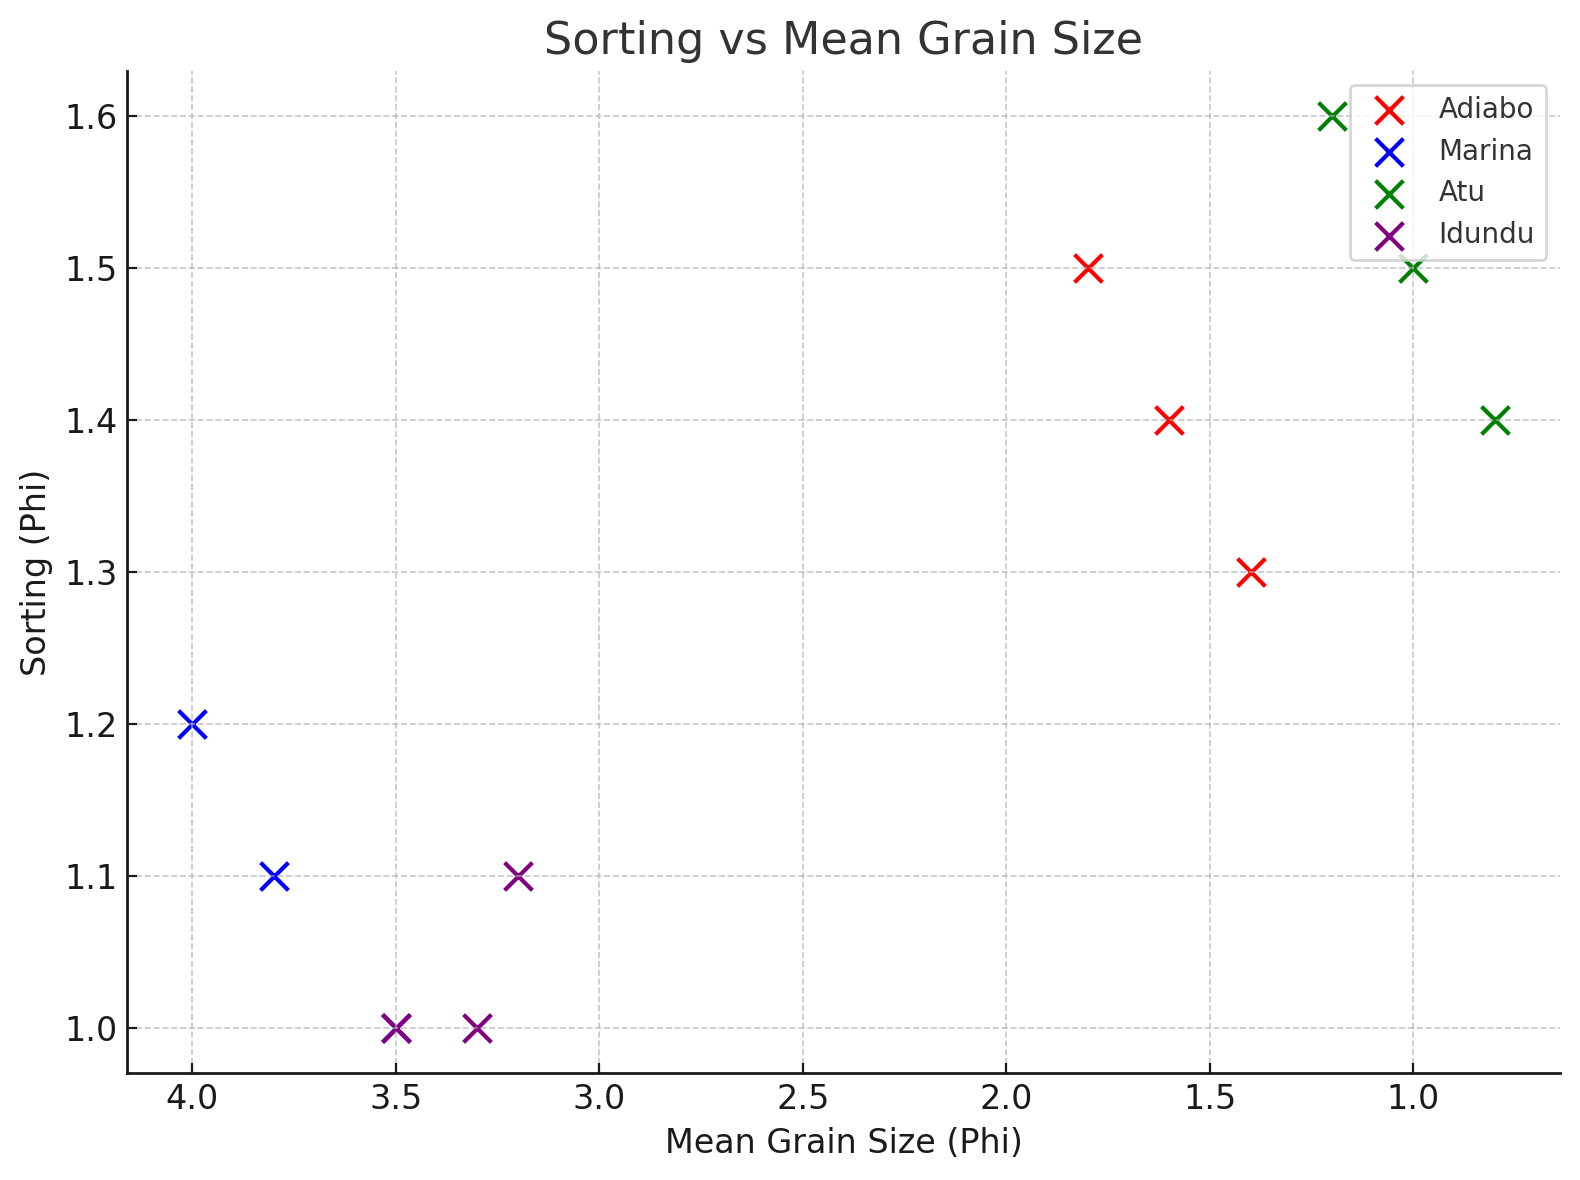 Sorting vs Mean Grain Size
Adiabo
Marina
Atu
Idundu
1.6
1.5
1.4
1.3
1.2
1.1
1.0
Sorting (Phi)
4.0 3.5 3.0 2.5 2.0 1.5 1.0
Mean Grain Size (Phi)